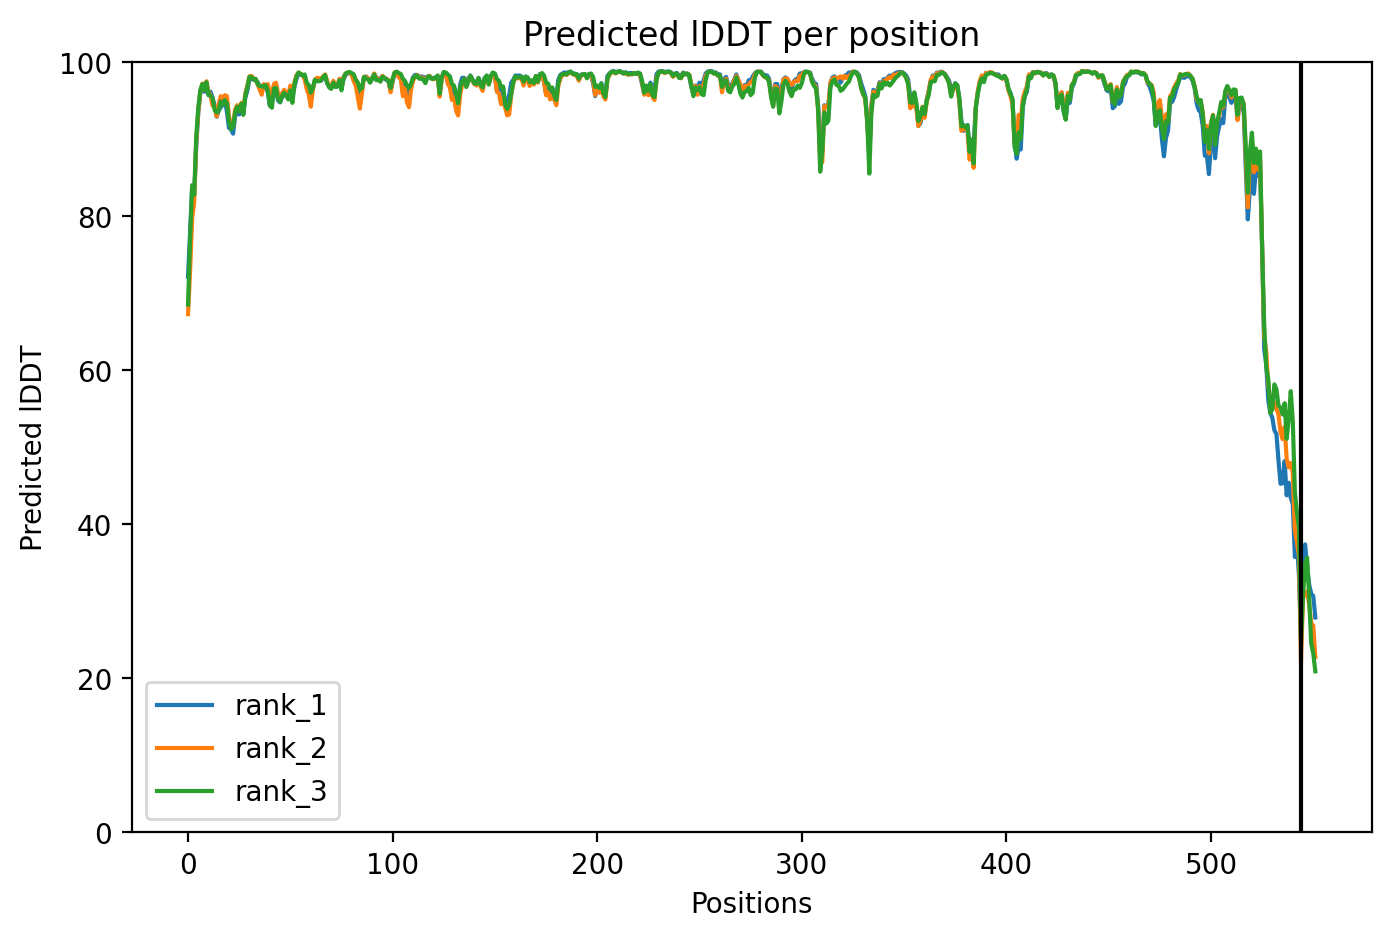 Predicted lDDT per position
100
80
60
40
20
0
Predicted lDDT
rank_1
rank_2
rank_3
0 100 200 300 400 500
Positions